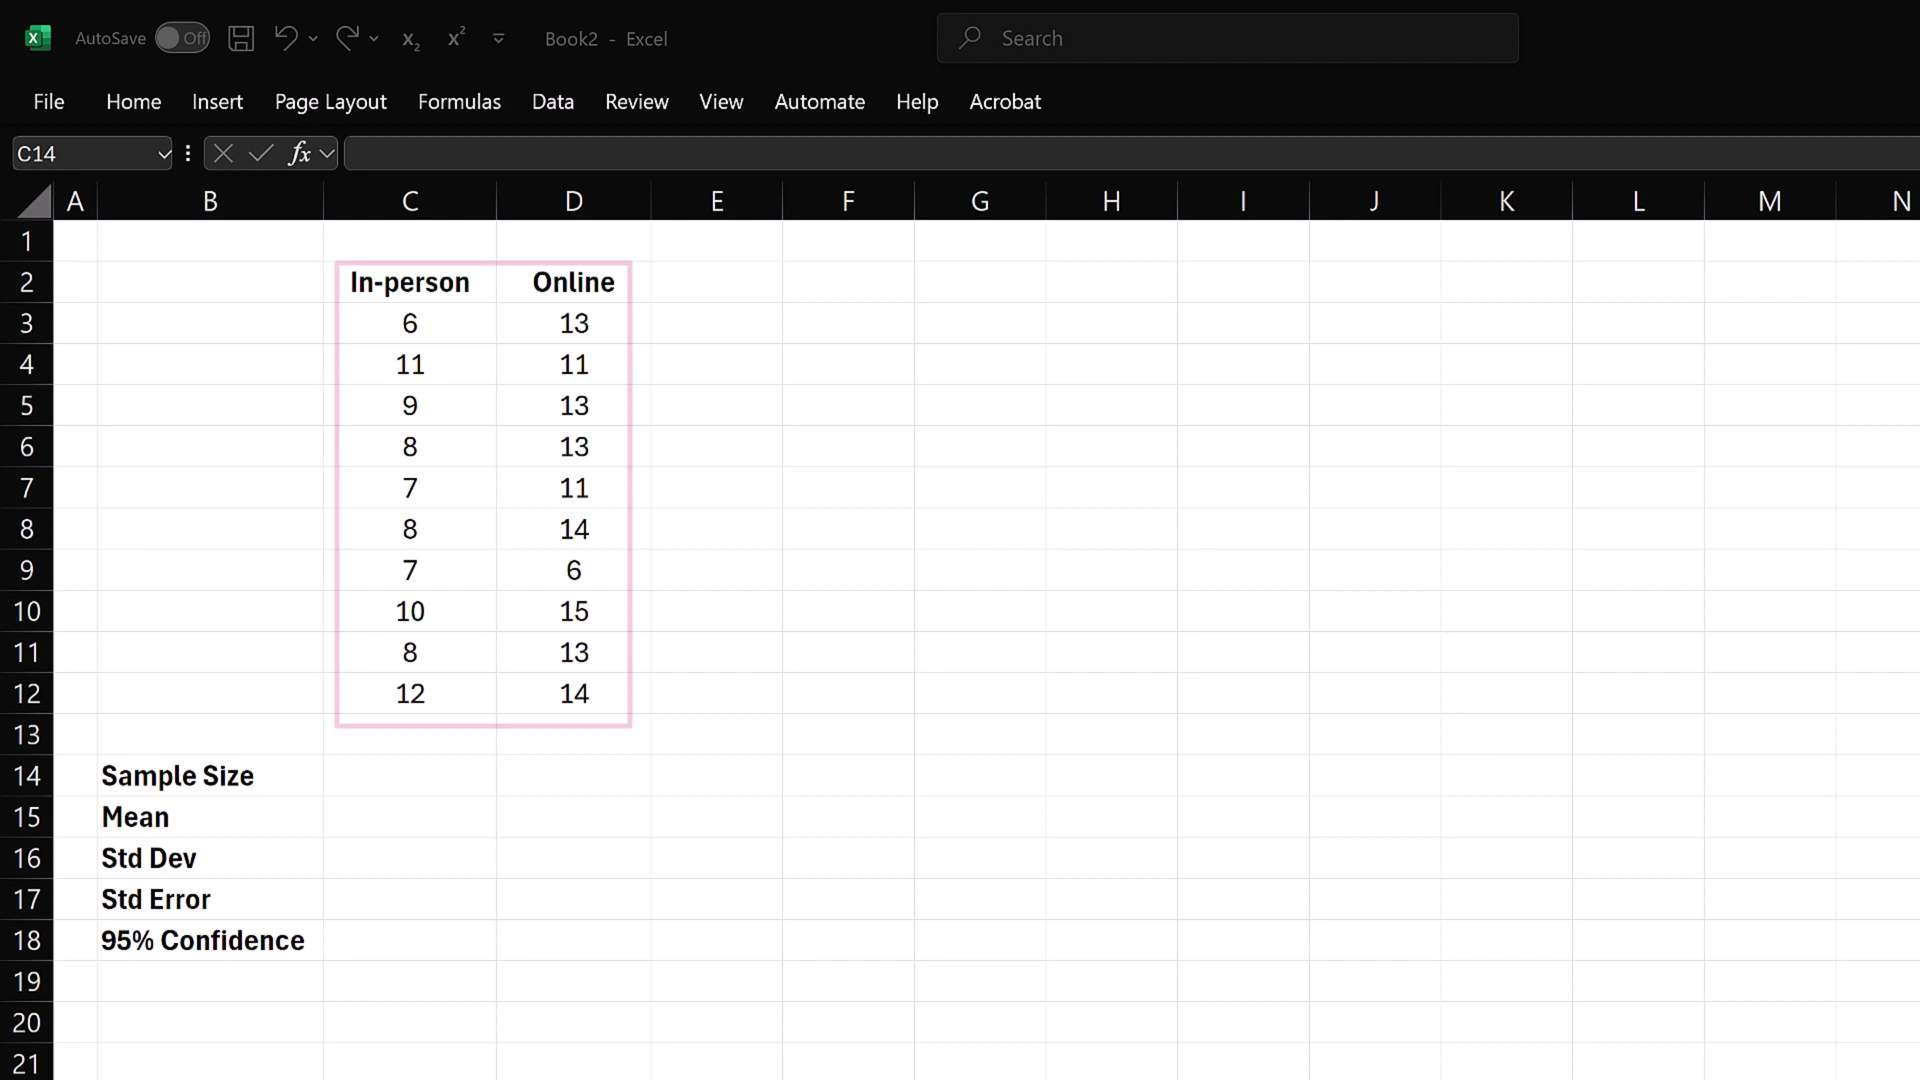 AutoSave Off Book2 - Excel Search
File Home Insert Page Layout Formulas Data Review View Automate Help Acrobat
C14 fx
A B C D E F G H I J K L M N
1
2 In-person Online
3 6 13
4 11 11
5 9 13
6 8 13
7 7 11
8 8 14
9 7 6
10 10 15
11 8 13
12 12 14
13
14 Sample Size
15 Mean
16 Std Dev
17 Std Error
18 95% Confidence
19
20
21